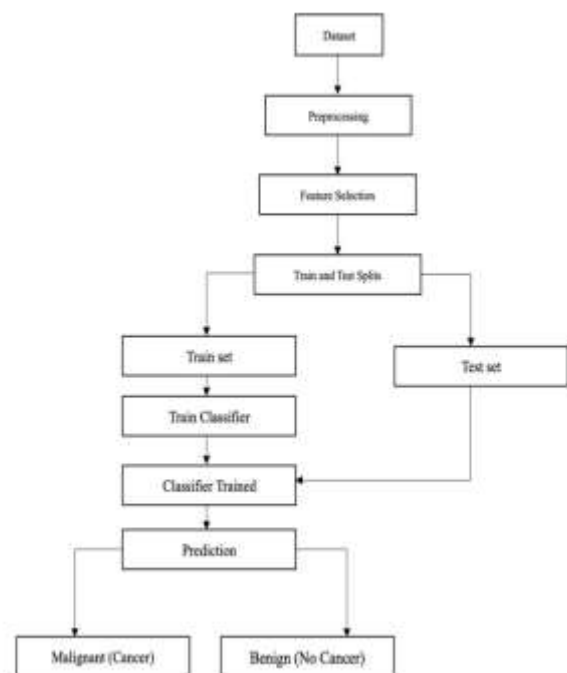 Dataset
Preprocessing
Feature Selection
Train and Test Splits
Train set
Test set
Train Classifier
Classifier Trained
Prediction
Malignant (Cancer)
Benign (No Cancer)